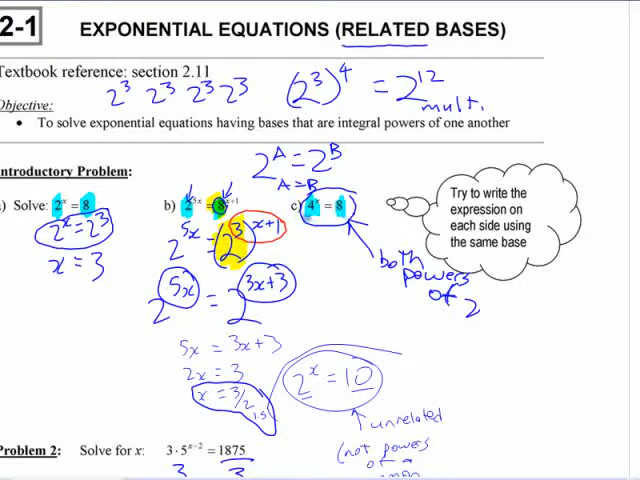 2-1
EXPONENTIAL EQUATIONS (RELATED BASES)
Textbook reference: section 2.11
2³ 2³ 2³ 2³ (2³)⁴ = 2¹²
mult.
Objective:
• To solve exponential equations having bases that are integral powers of one another
2ᴬ = 2ᴮ
A = B
Introductory Problem:
a) Solve: 2ˣ = 8 b) 2⁵ˣ = 8ˣ⁺¹ c) 4ˣ = 8
Try to write the
expression on
each side using
the same base
2ˣ = 2³
x = 3
2⁵ˣ = (2³)ˣ⁺¹
2⁵ˣ = 2³ˣ⁺³
both
powers
of 2
5x = 3x+3
2x = 3
x = 3/2
1.5
2ˣ = 10
unrelated
(not powers
of a
Problem 2: Solve for x: 3·5ˣ⁻² = 1875
3 3